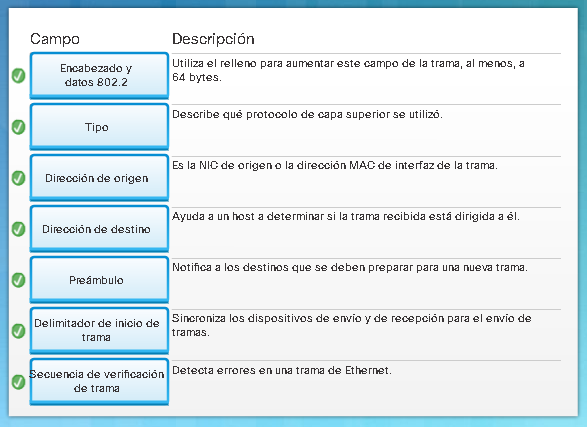 Campo
Descripción
Encabezado y
datos 802.2
Utiliza el relleno para aumentar este campo de la trama, al menos, a
64 bytes.
Tipo
Describe qué protocolo de capa superior se utilizó.
Dirección de origen
Es la NIC de origen o la dirección MAC de interfaz de la trama.
Dirección de destino
Ayuda a un host a determinar si la trama recibida está dirigida a él.
Preámbulo
Notifica a los destinos que se deben preparar para una nueva trama.
Delimitador de inicio de
trama
Sincroniza los dispositivos de envío y de recepción para el envío de
tramas.
Secuencia de verificación
de trama
Detecta errores en una trama de Ethernet.